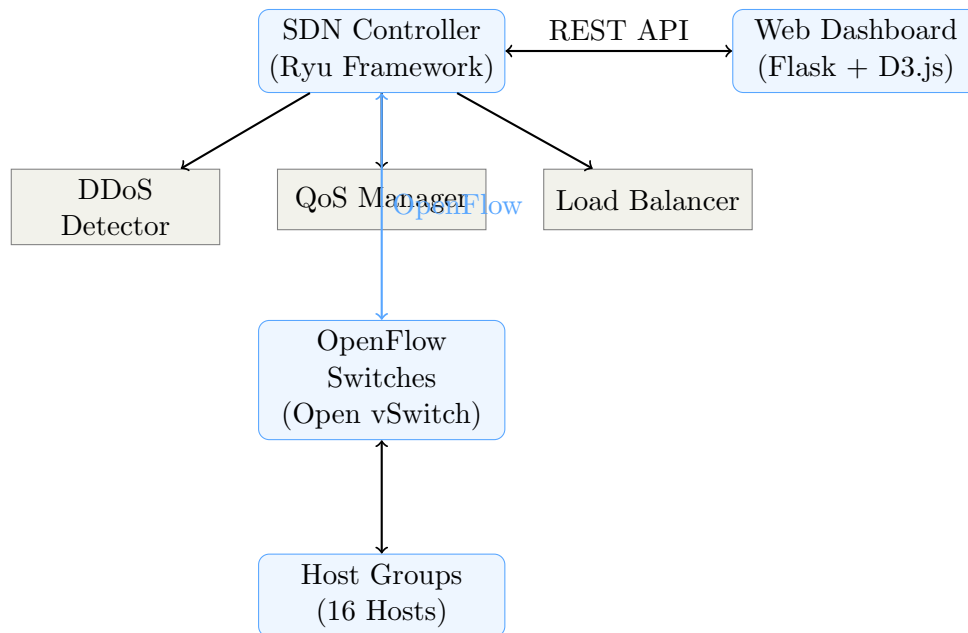 SDN Controller
(Ryu Framework)
REST API
Web Dashboard
(Flask + D3.js)
DDoS
Detector
QoS Manager
OpenFlow
Load Balancer
OpenFlow
Switches
(Open vSwitch)
Host Groups
(16 Hosts)